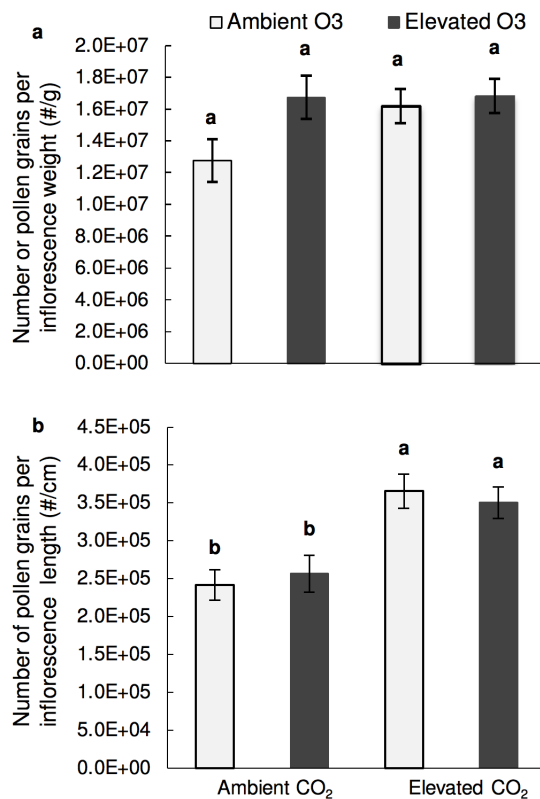 Ambient O3 Elevated O3
a
Number or pollen grains per
inflorescence weight (#/g)
2.0E+07
1.8E+07
1.6E+07
1.4E+07
1.2E+07
1.0E+07
8.0E+06
6.0E+06
4.0E+06
2.0E+06
0.0E+00
a a a a
b
Number of pollen grains per
inflorescence length (#/cm)
4.5E+05
4.0E+05
3.5E+05
3.0E+05
2.5E+05
2.0E+05
1.5E+05
1.0E+05
5.0E+04
0.0E+00
b b a a
Ambient CO₂ Elevated CO₂